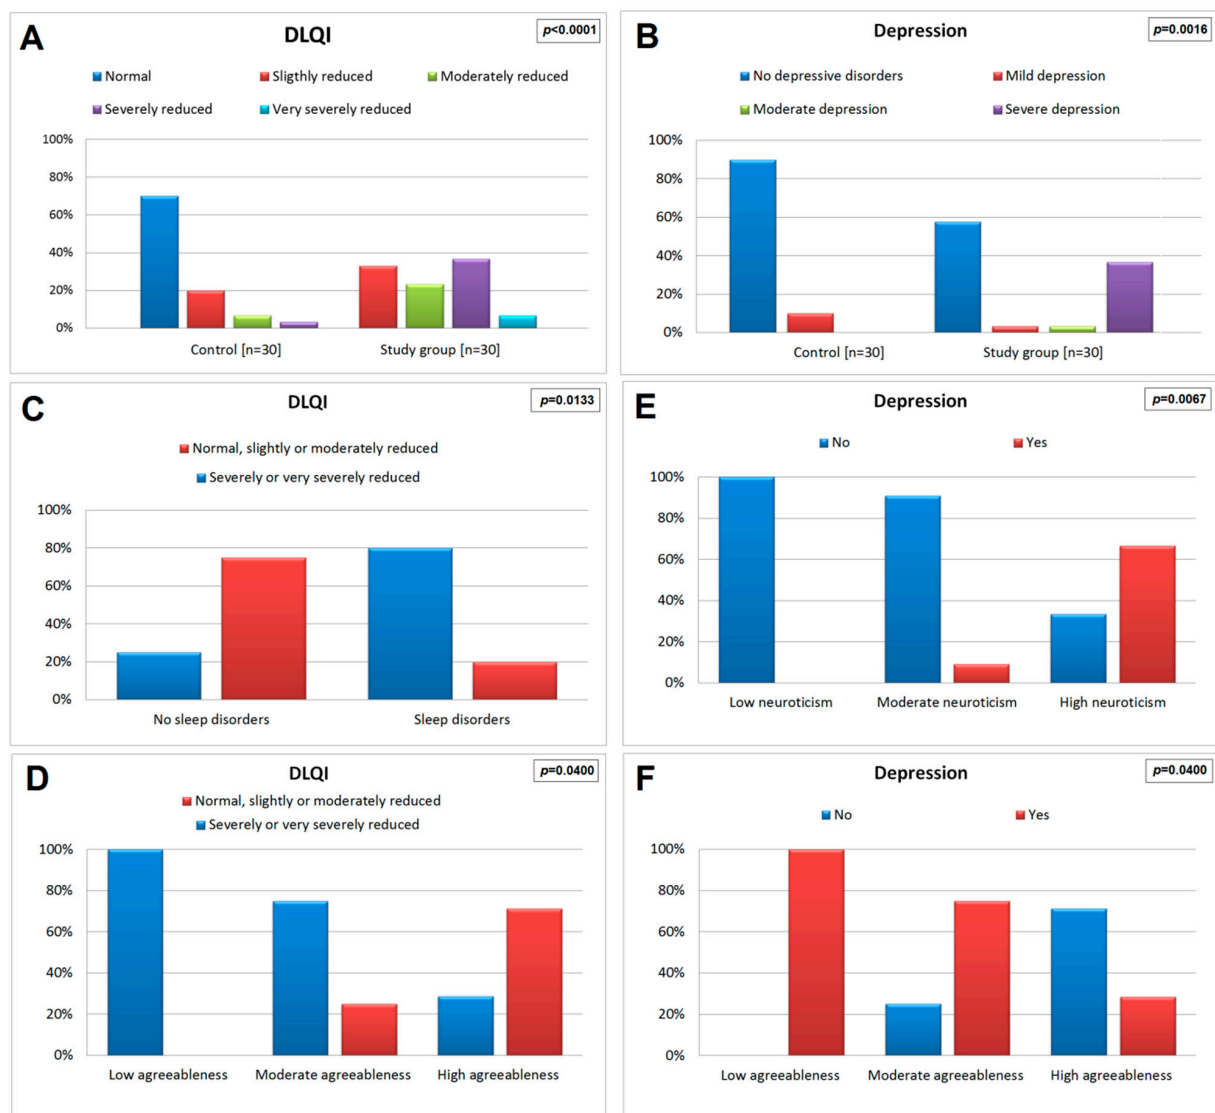 A
DLQI
p<0.0001
Normal
Sligthly reduced
Moderately reduced
Severely reduced
Very severely reduced
100%
80%
60%
40%
20%
0%
Control [n=30]
Study group [n=30]
B
Depression
p=0.0016
No depressive disorders
Mild depression
Moderate depression
Severe depression
100%
80%
60%
40%
20%
0%
Control [n=30]
Study group [n=30]
C
DLQI
p=0.0133
Normal, slightly or moderately reduced
Severely or very severely reduced
100%
80%
60%
40%
20%
0%
No sleep disorders
Sleep disorders
E
Depression
p=0.0067
No
Yes
100%
80%
60%
40%
20%
0%
Low neuroticism
Moderate neuroticism
High neuroticism
D
DLQI
p=0.0400
Normal, slightly or moderately reduced
Severely or very severely reduced
100%
80%
60%
40%
20%
0%
Low agreeableness
Moderate agreeableness
High agreeableness
F
Depression
p=0.0400
No
Yes
100%
80%
60%
40%
20%
0%
Low agreeableness
Moderate agreeableness
High agreeableness